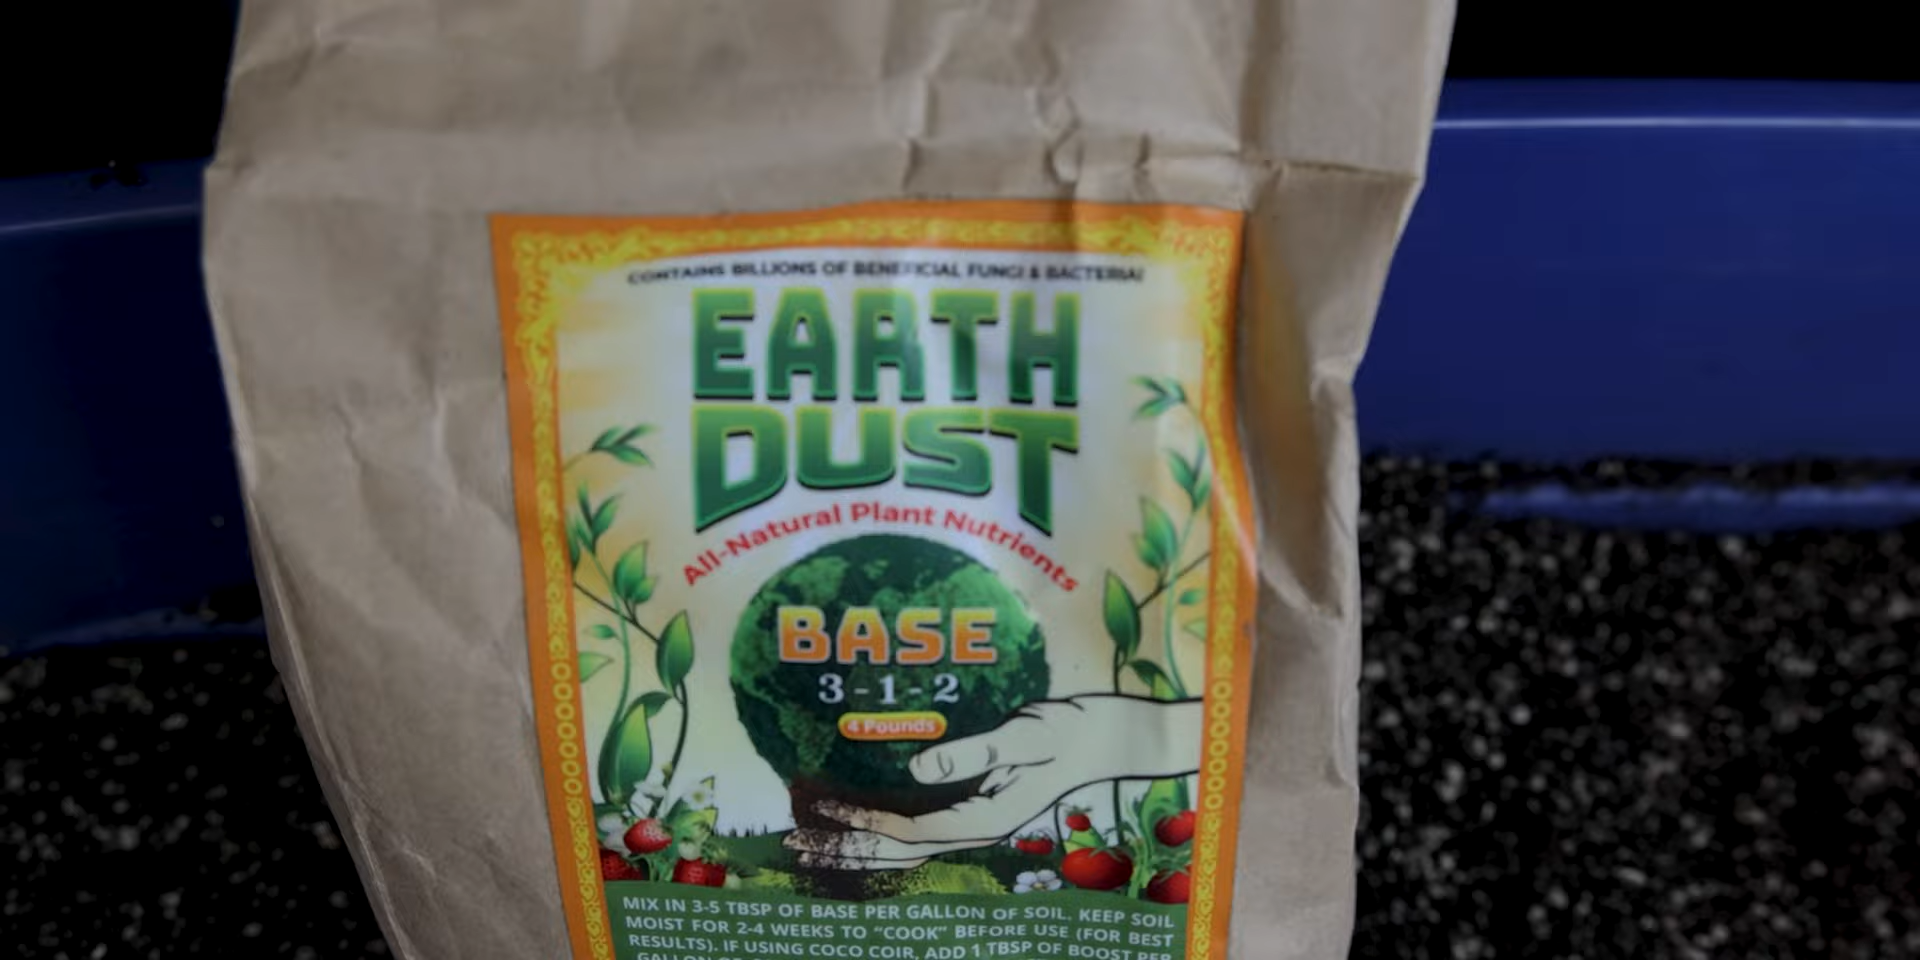 CONTAINS BILLIONS OF BENEFICIAL FUNGI & BACTERIA!
EARTH
DUST
All-Natural Plant Nutrients
BASE
3-1-2
4 Pounds
MIX IN 3-5 TBSP OF BASE PER GALLON OF SOIL. KEEP SOIL
MOIST FOR 2-4 WEEKS TO “COOK” BEFORE USE (FOR BEST
RESULTS). IF USING COCO COIR, ADD 1 TBSP OF BOOST PER
GALLON